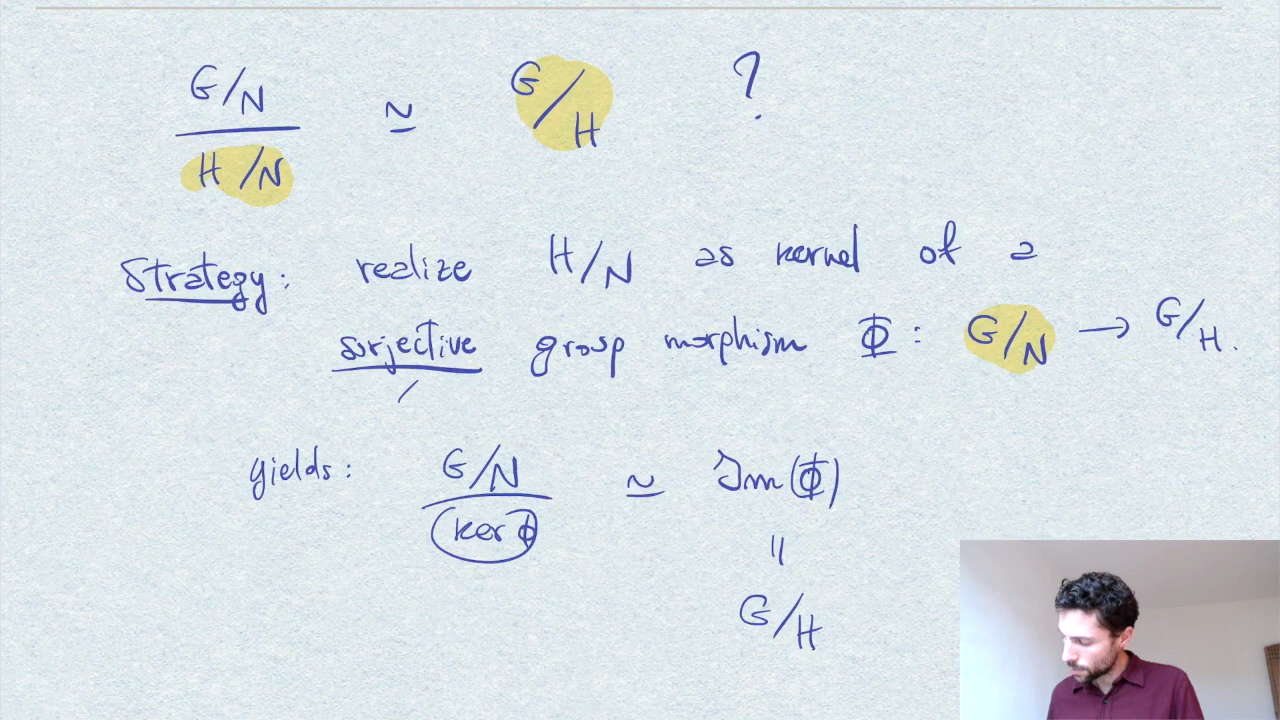 G/N / H/N ≃ G/H ?
Strategy: realize H/N as kernel of a
surjective group morphism Φ: G/N → G/H.
yields: G/N / ker Φ ≃ Im(Φ)
=
G/H